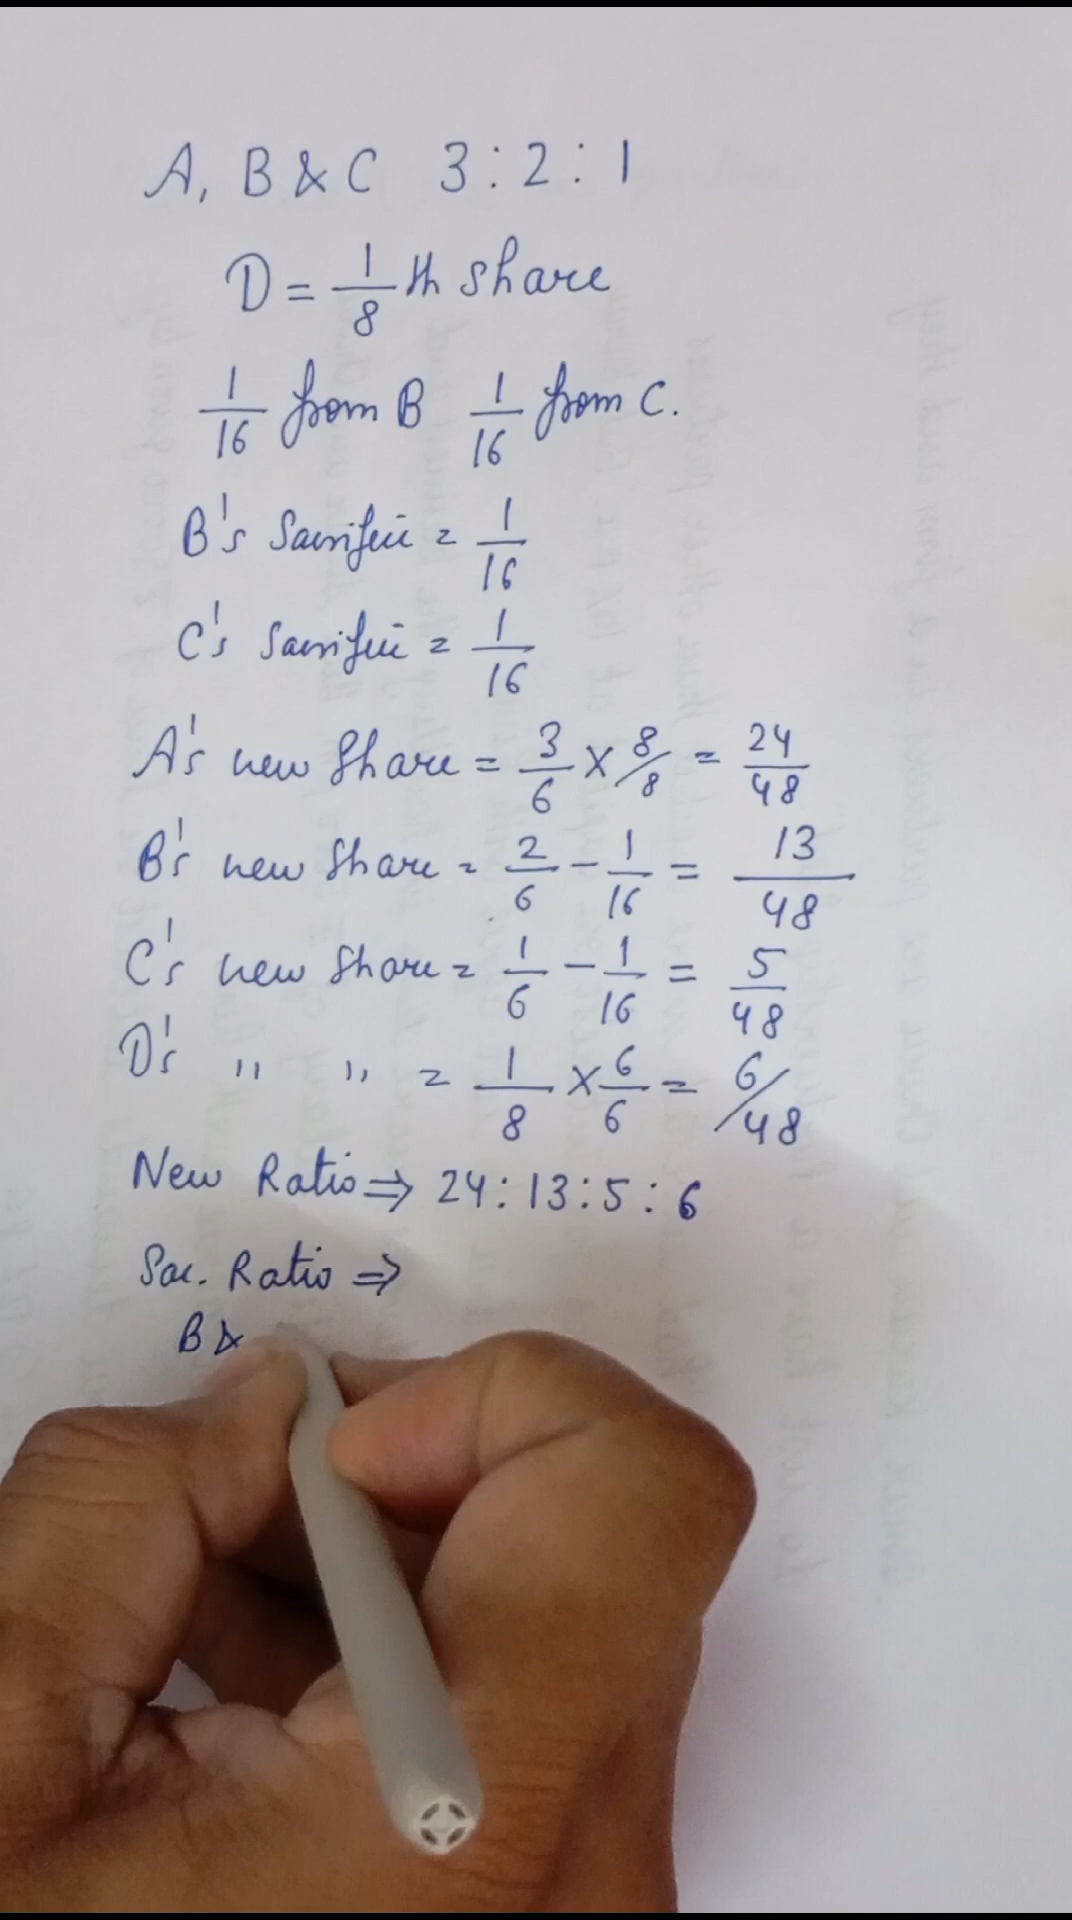 A, B & C 3 : 2 : 1
D = 1/8 th share
1/16 from B 1/16 from C.
B's Sacrifice = 1/16
C's Sacrifice = 1/16
A's new Share = 3/6 × 8/8 = 24/48
B's new Share = 2/6 - 1/16 = 13/48
C's new Share = 1/6 - 1/16 = 5/48
D's " " = 1/8 × 6/6 = 6/48
New Ratio ⇒ 24 : 13 : 5 : 6
Sac. Ratio ⇒
B &